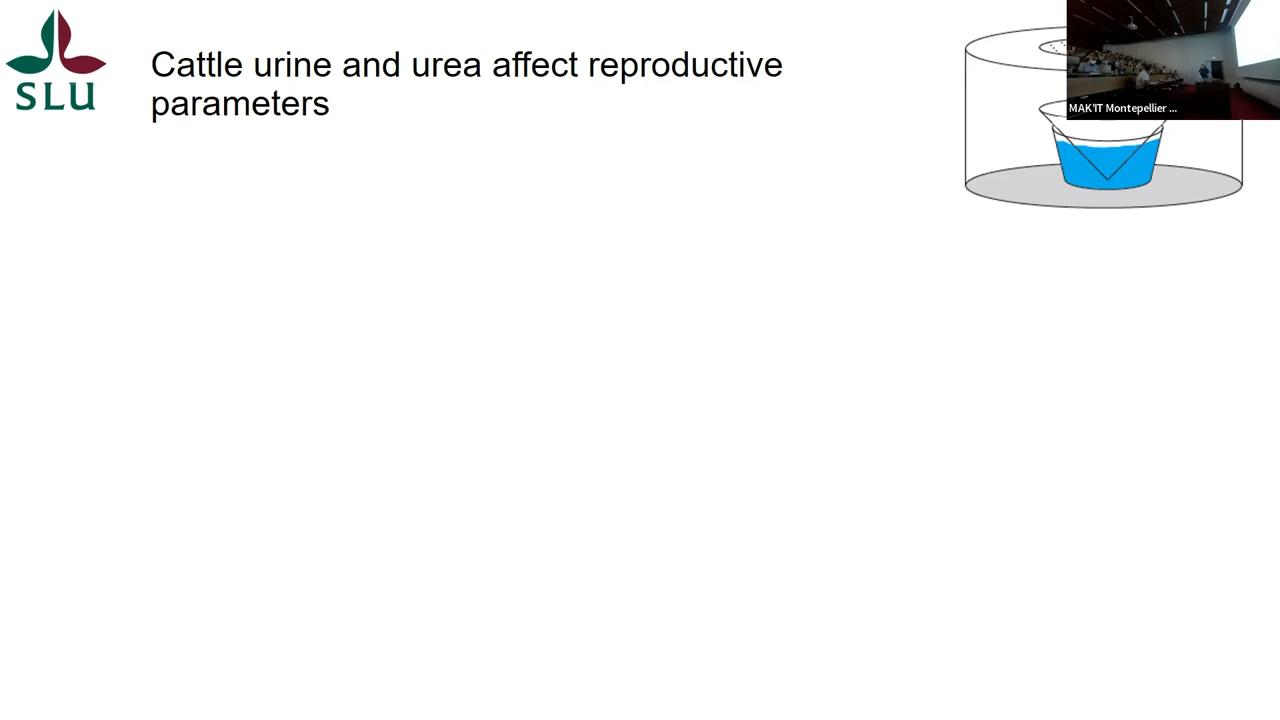 SLU
Cattle urine and urea affect reproductive
parameters
MAK'IT Montepellier ...